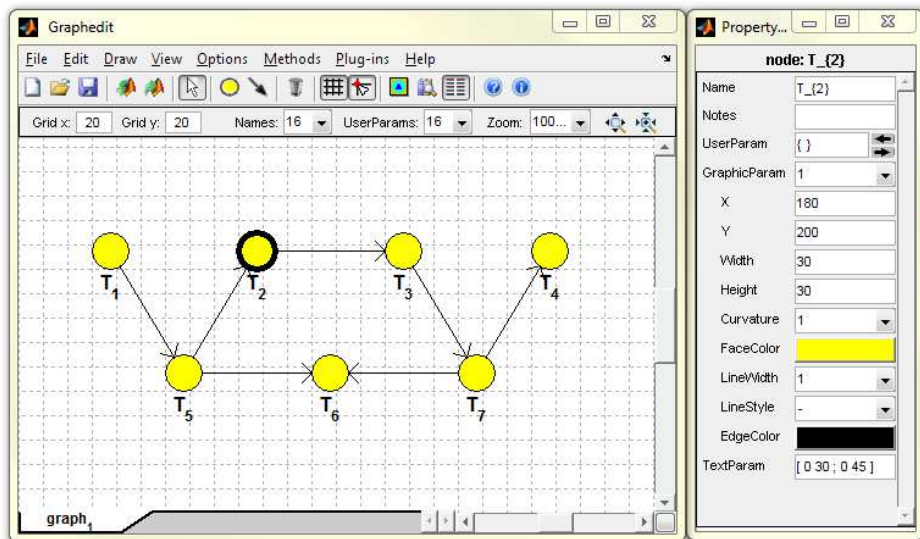 Graphedit
File Edit Draw View Options Methods Plug-ins Help
Grid x: 20 Grid y: 20 Names: 16 UserParams: 16 Zoom: 100...
T1
T2
T3
T4
T5
T6
T7
graph1
Property...
node: T_{2}
Name T_{2}
Notes
UserParam { }
GraphicParam 1
X 180
Y 200
Width 30
Height 30
Curvature 1
FaceColor
LineWidth 1
LineStyle -
EdgeColor
TextParam [ 0 30 ; 0 45 ]